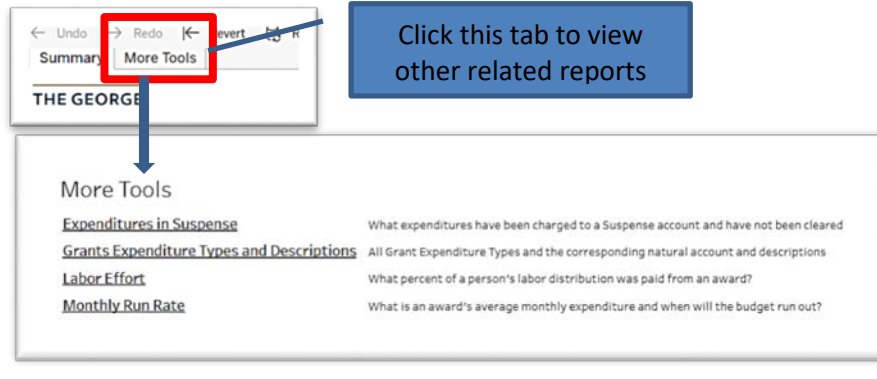 ← Undo → Redo evert R
Summary More Tools
THE GEORGE
Click this tab to view
other related reports
More Tools
Expenditures in Suspense What expenditures have been charged to a Suspense account and have not been cleared
Grants Expenditure Types and Descriptions All Grant Expenditure Types and the corresponding natural account and descriptions
Labor Effort What percent of a person's labor distribution was paid from an award?
Monthly Run Rate What is an award's average monthly expenditure and when will the budget run out?